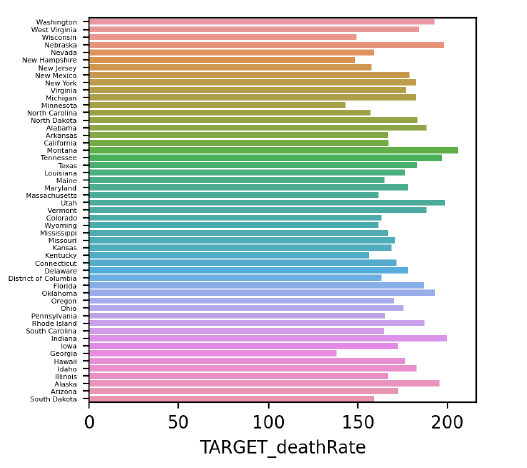 Washington
West Virginia
Wisconsin
Nebraska
Nevada
New Hampshire
New Jersey
New Mexico
New York
Virginia
Michigan
Minnesota
North Carolina
North Dakota
Alabama
Arkansas
California
Montana
Tennessee
Texas
Louisiana
Maine
Maryland
Massachusetts
Utah
Vermont
Colorado
Wyoming
Mississippi
Missouri
Kansas
Kentucky
Connecticut
Delaware
District of Columbia
Florida
Oklahoma
Oregon
Ohio
Pennsylvania
Rhode Island
South Carolina
Indiana
Iowa
Georgia
Hawaii
Idaho
Illinois
Alaska
Arizona
South Dakota
0 50 100 150 200
TARGET_deathRate